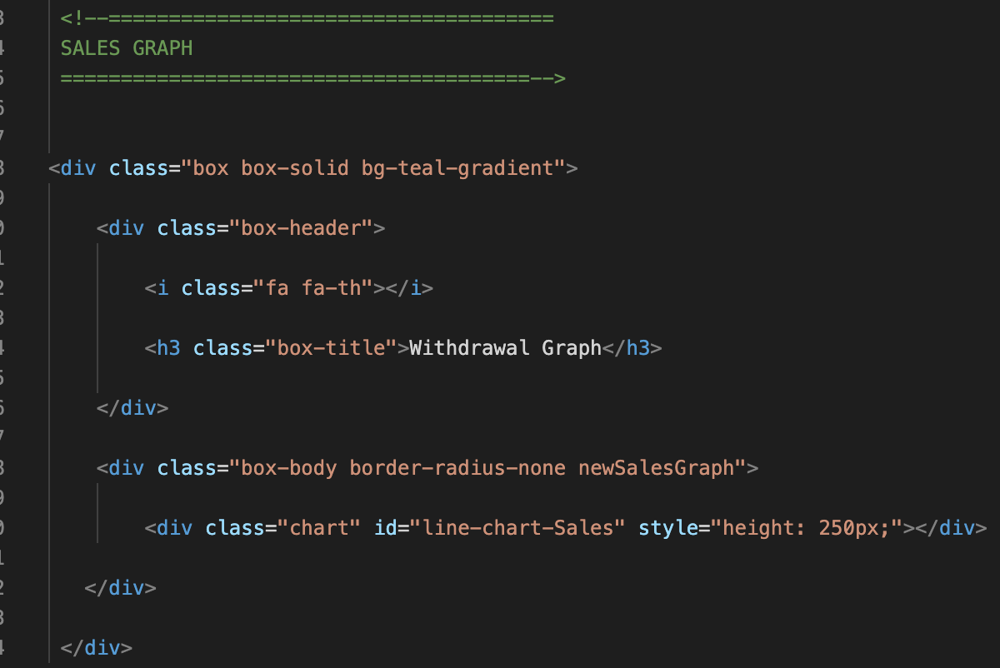 <!--=====================================
SALES GRAPH
======================================-->
<div class="box box-solid bg-teal-gradient">
<div class="box-header">
<i class="fa fa-th"></i>
<h3 class="box-title">Withdrawal Graph</h3>
</div>
<div class="box-body border-radius-none newSalesGraph">
<div class="chart" id="line-chart-Sales" style="height: 250px;"></div>
</div>
</div>